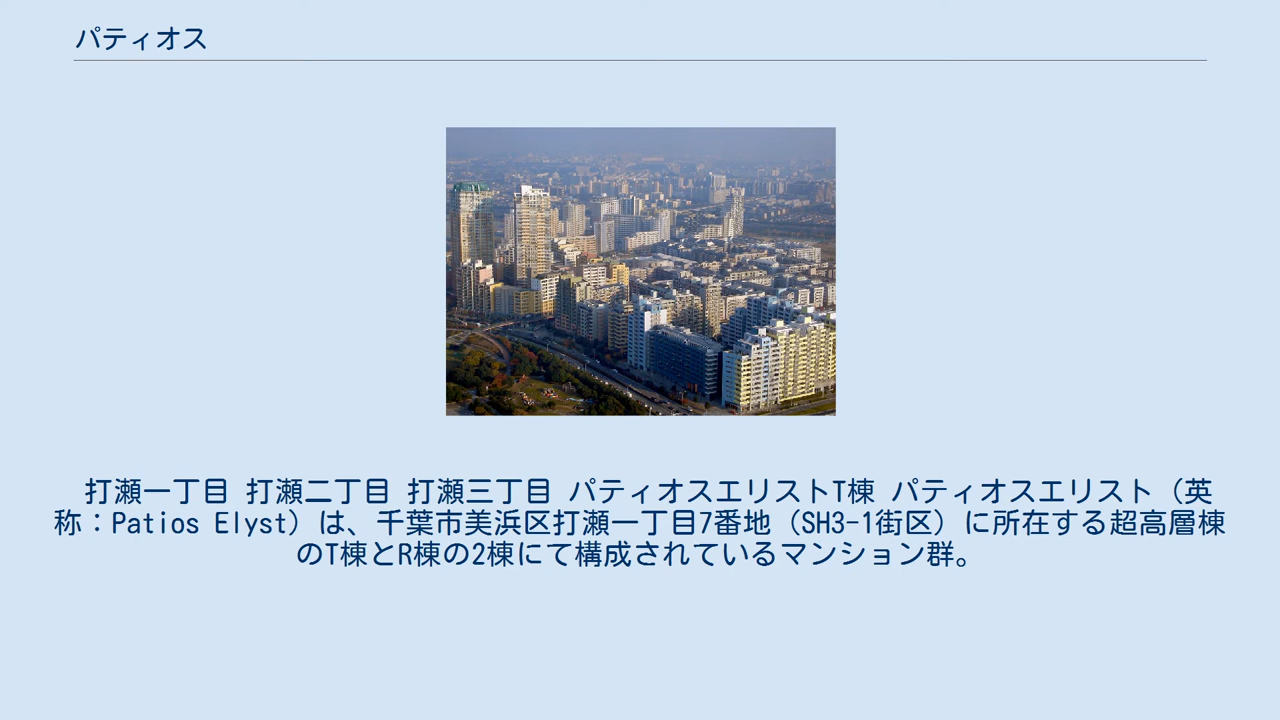 パティオス
打瀬一丁目 打瀬二丁目 打瀬三丁目 パティオスエリストT棟 パティオスエリスト（英
称：Patios Elyst）は、千葉市美浜区打瀬一丁目7番地（SH3-1街区）に所在する超高層棟
のT棟とR棟の2棟にて構成されているマンション群。